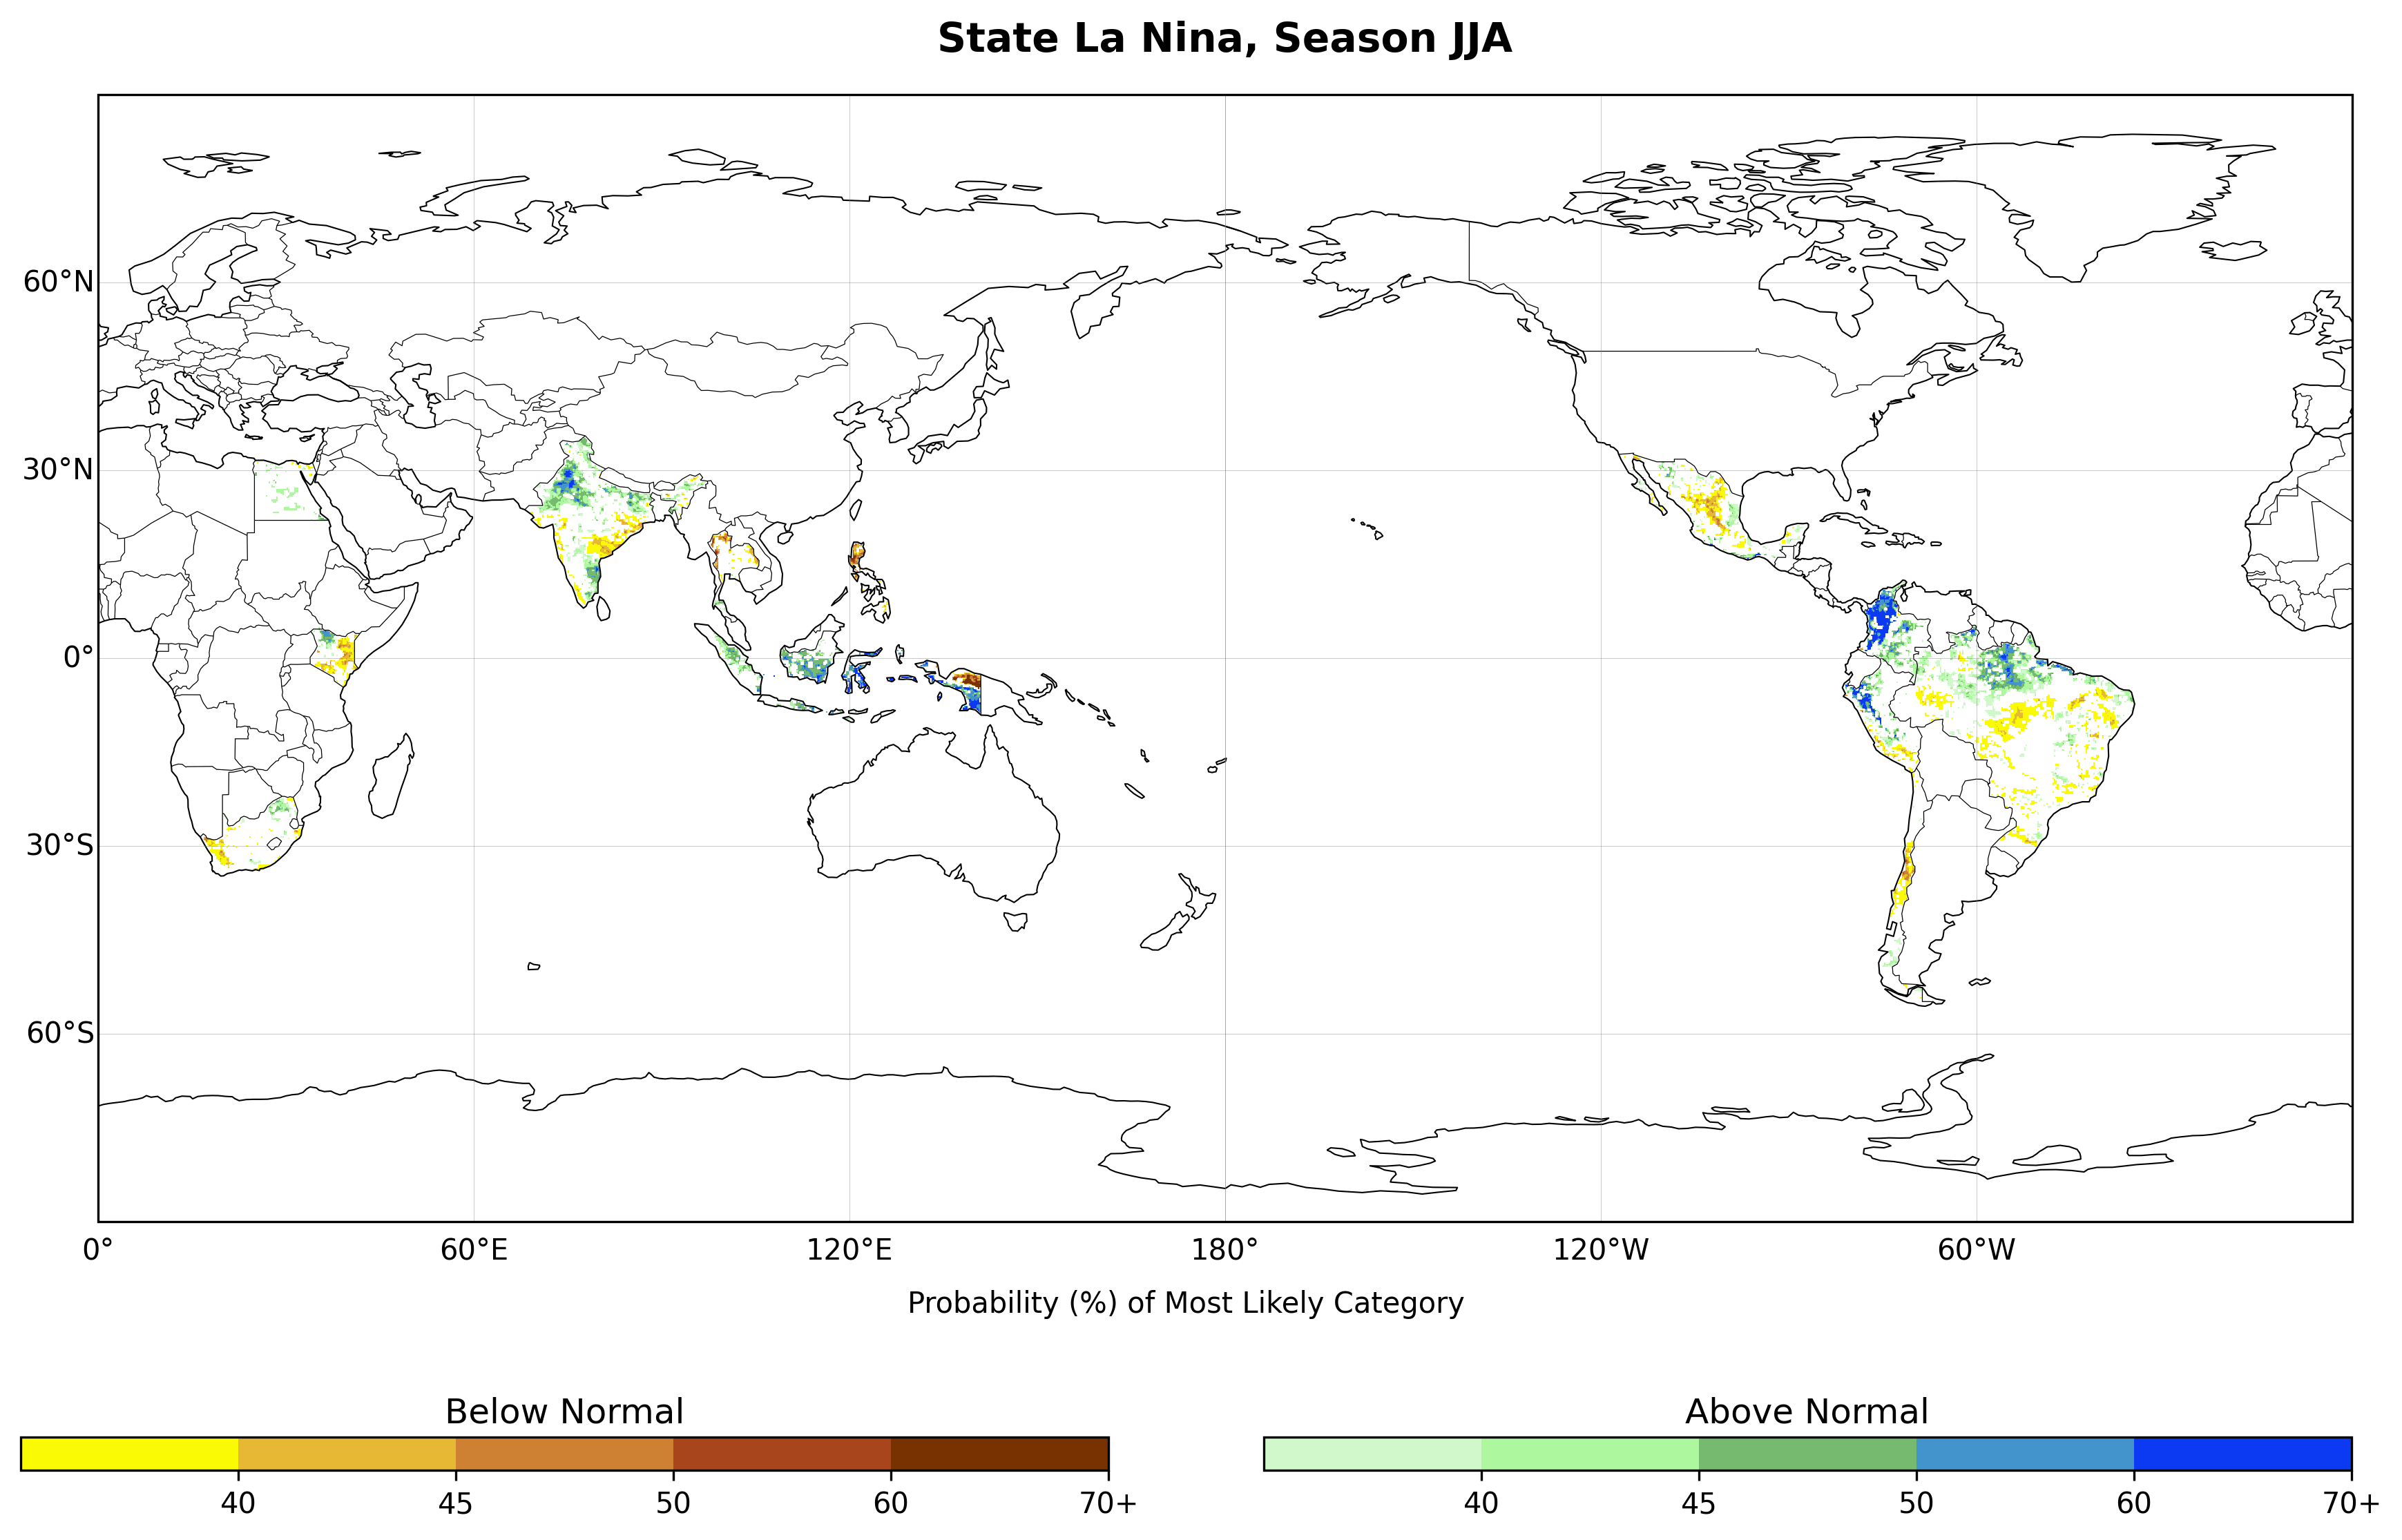 State La Nina, Season JJA
60°N
30°N
0°
30°S
60°S
0° 60°E 120°E 180° 120°W 60°W
Probability (%) of Most Likely Category
Below Normal Above Normal
40 45 50 60 70+ 40 45 50 60 70+